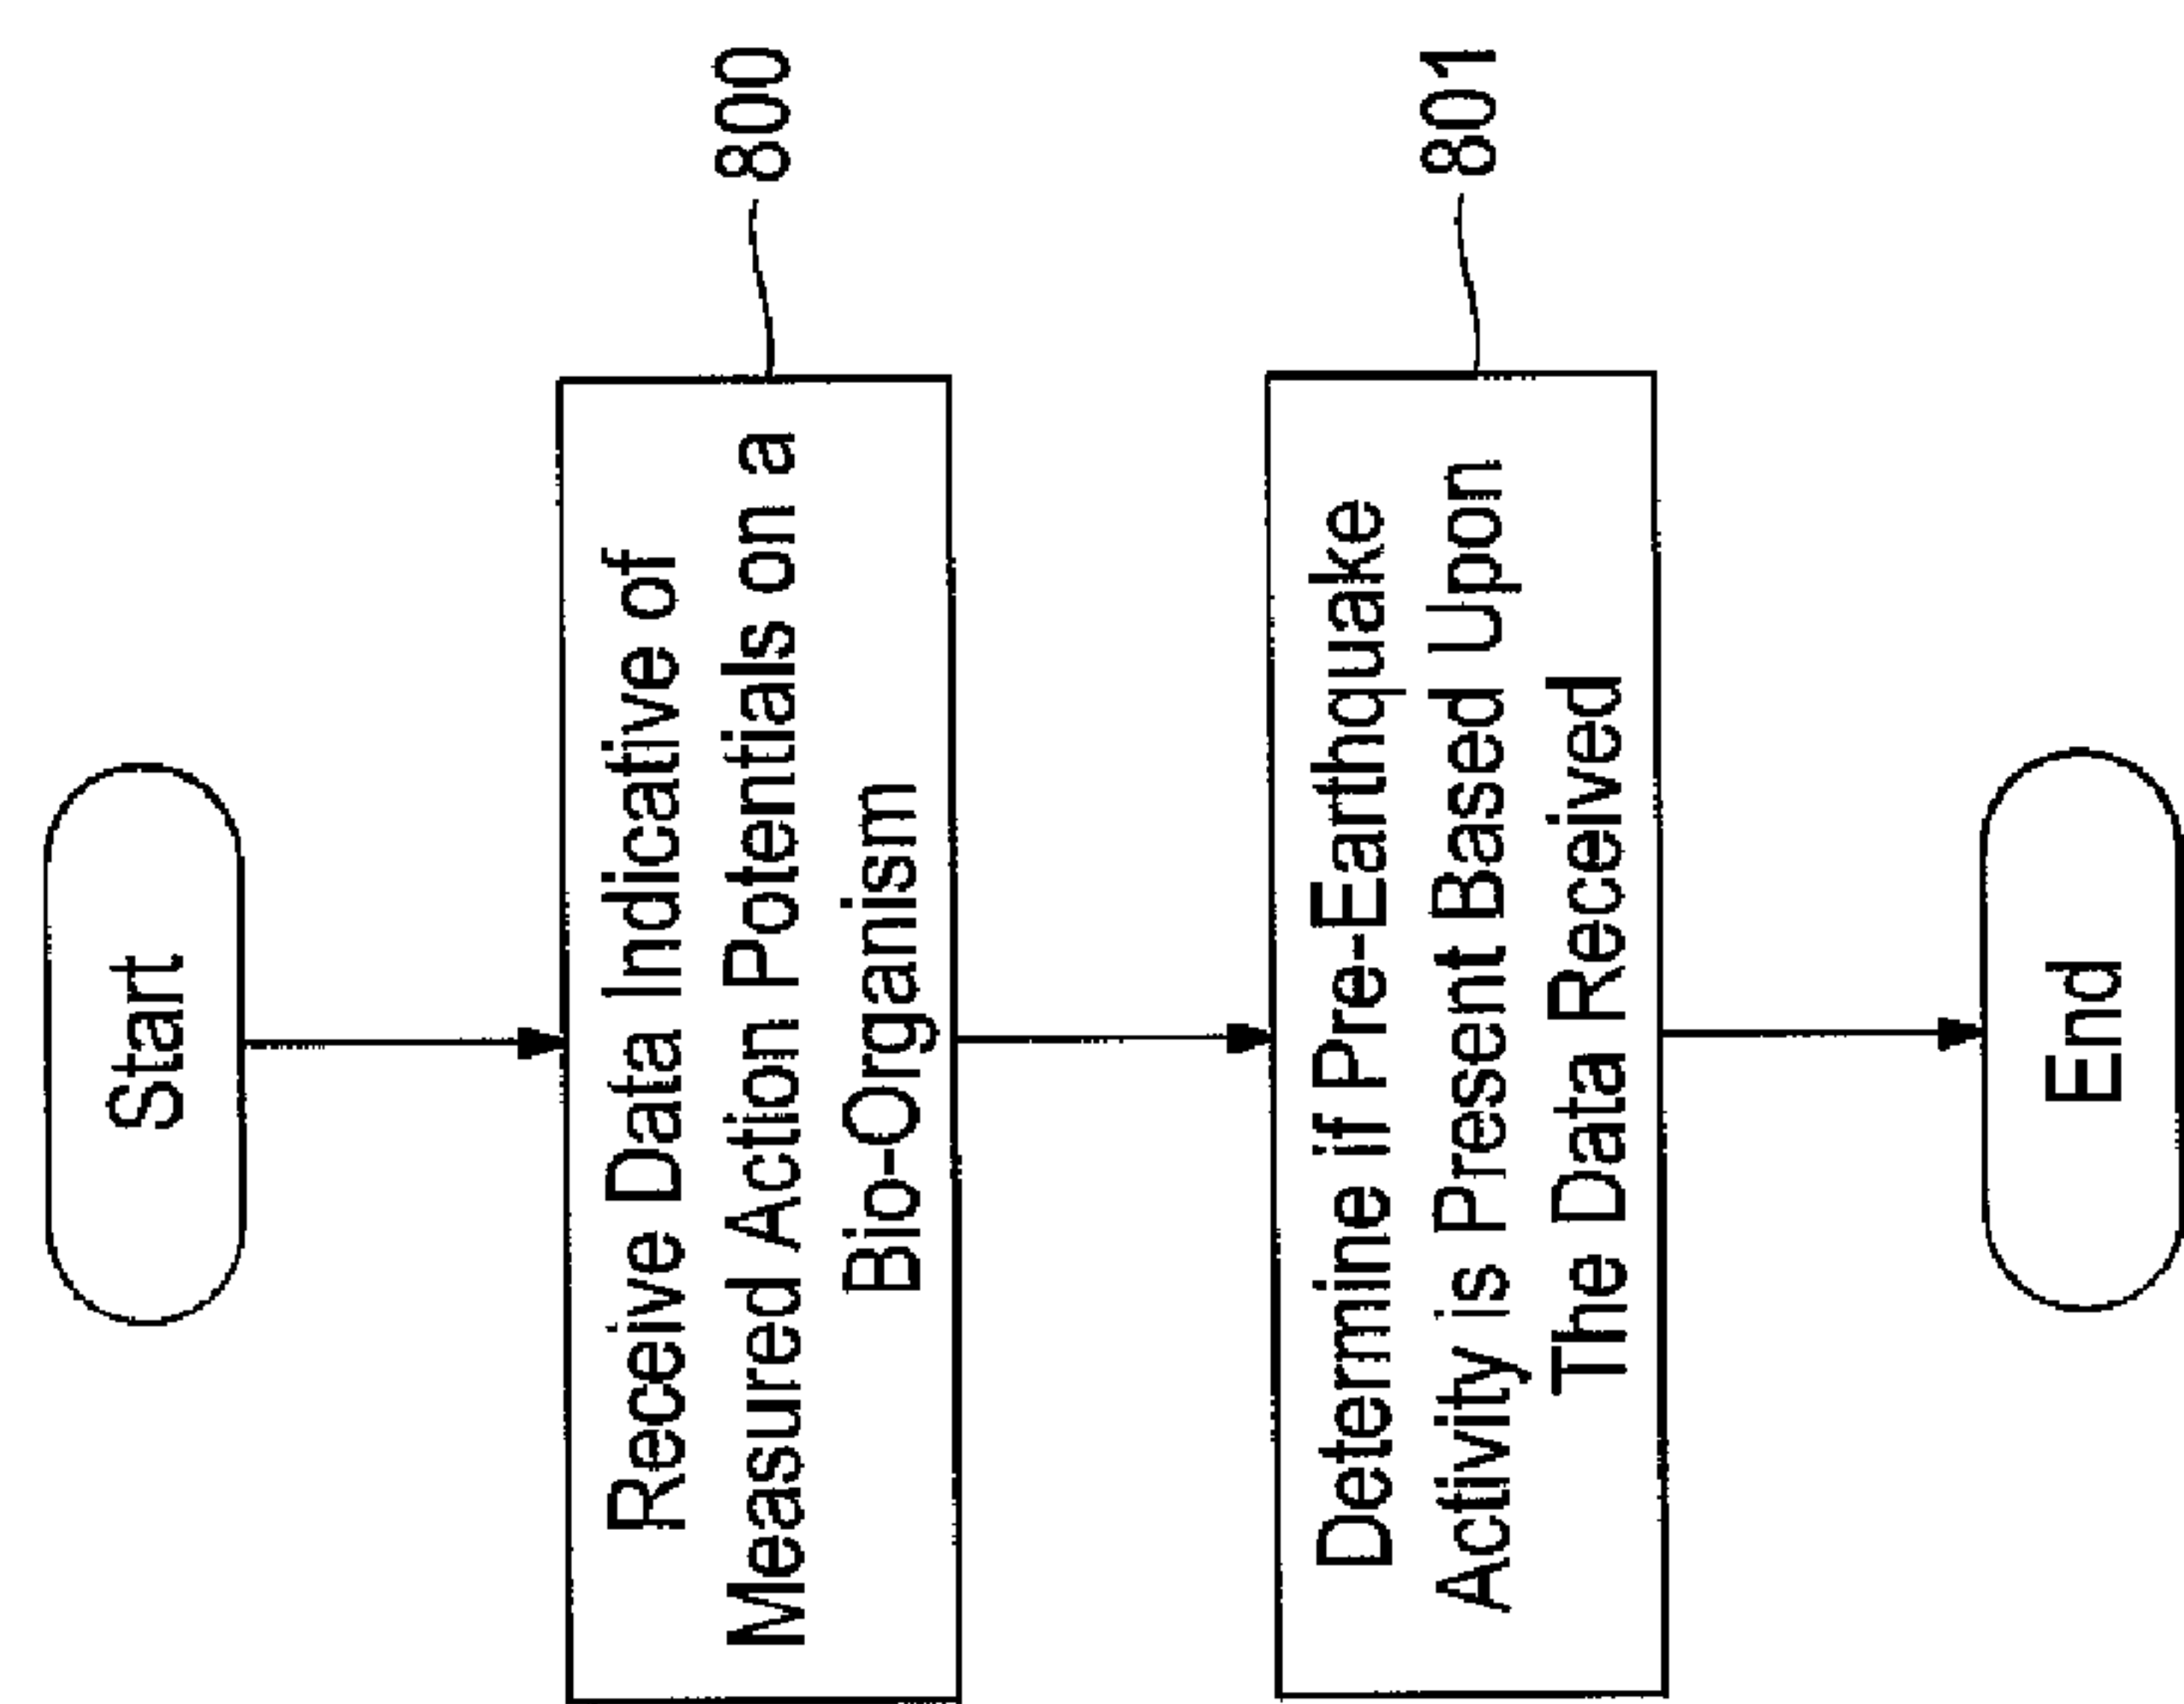 Start
Receive Data Indicative of
Measured Action Potentials on a
Bio-Organism
800
Determine if Pre-Earthquake
Activity is Present Based Upon
The Data Received
801
End